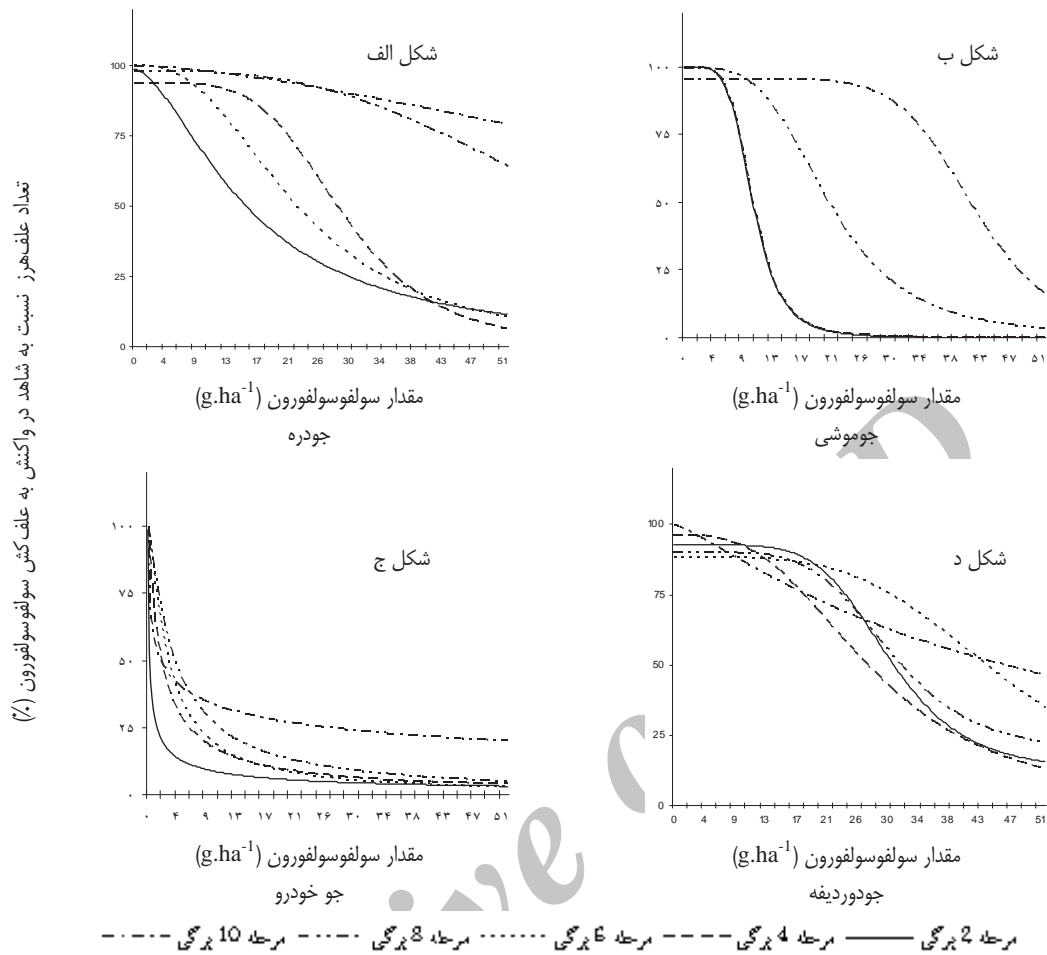 تعداد علف‌هرز نسبت به شاهد در واکنش به علف‌کش سولفوسولفورون (%)
شکل الف
100
75
50
25
0
0 4 9 13 17 21 26 30 34 38 43 47 51
مقدار سولفوسولفورون (g.ha⁻¹)
جودره
شکل ب
۱۰۰
۷۵
۵۰
۲۵
۰
۰ ۴ ۹ ۱۳ ۱۷ ۲۱ ۲۶ ۳۰ ۳۴ ۳۸ ۴۳ ۴۷ ۵۱
مقدار سولفوسولفورون (g.ha⁻¹)
جوموشی
شکل ج
۱۰۰
۷۵
۵۰
۲۵
۰
۰ ۴ ۹ ۱۳ ۱۷ ۲۱ ۲۶ ۳۰ ۳۴ ۳۸ ۴۳ ۴۷ ۵۱
مقدار سولفوسولفورون (g.ha⁻¹)
جو خودرو
شکل د
100
75
50
25
0
0 4 9 13 17 21 26 30 34 38 43 47 51
مقدار سولفوسولفورون (g.ha⁻¹)
جودوردیفه
مرحله 2 برگی مرحله 4 برگی مرحله 6 برگی مرحله 8 برگی مرحله 10 برگی